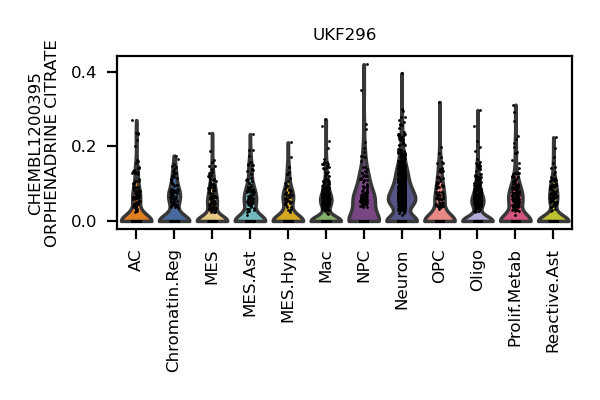 UKF296
CHEMBL1200395
ORPHENADRINE CITRATE
0.4
0.2
0.0
AC
Chromatin.Reg
MES
MES.Ast
MES.Hyp
Mac
NPC
Neuron
OPC
Oligo
Prolif.Metab
Reactive.Ast